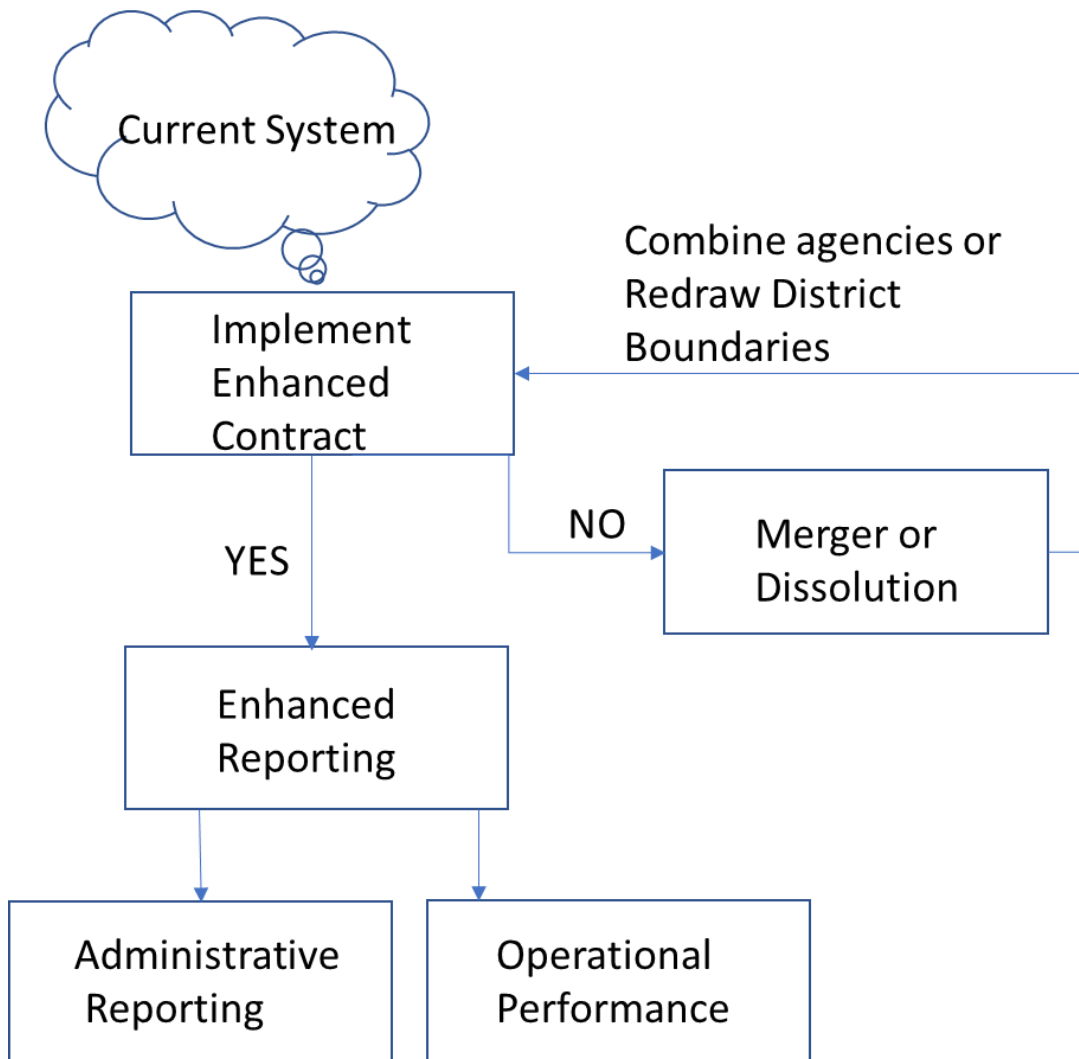 Current System
Combine agencies or
Redraw District
Boundaries
Implement
Enhanced
Contract
NO
Merger or
Dissolution
YES
Enhanced
Reporting
Administrative
Reporting
Operational
Performance